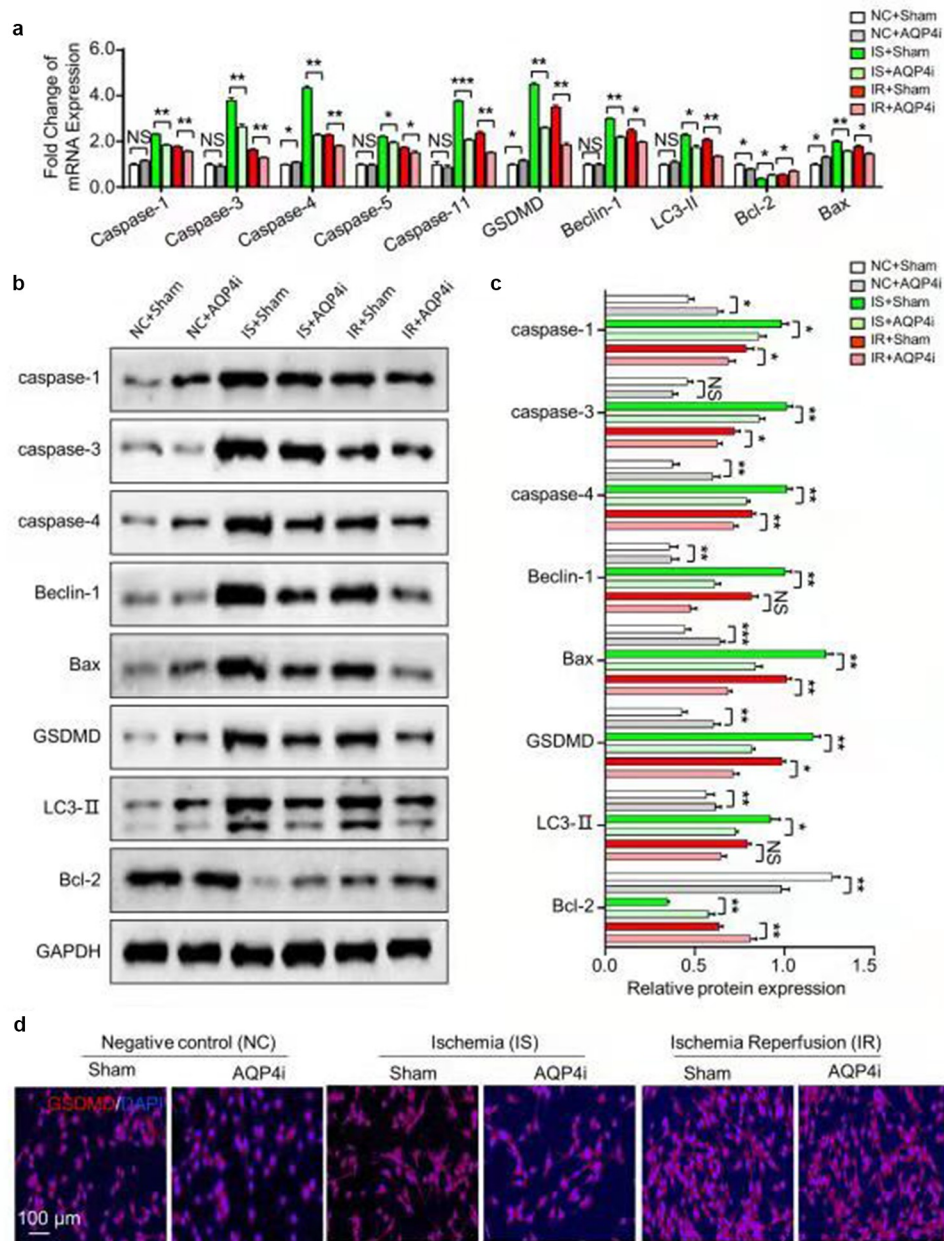 a
Fold Change of
mRNA Expression
6.0
4.0
2.0
0.0
NS ** **
NS ** **
* ** **
NS * *
NS *** **
* ** **
NS ** *
NS * **
* * *
* ** *
Caspase-1
Caspase-3
Caspase-4
Caspase-5
Caspase-11
GSDMD
Beclin-1
LC3-II
Bcl-2
Bax
NC+Sham
NC+AQP4i
IS+Sham
IS+AQP4i
IR+Sham
IR+AQP4i
b
NC+Sham
NC+AQP4i
IS+Sham
IS+AQP4i
IR+Sham
IR+AQP4i
caspase-1
caspase-3
caspase-4
Beclin-1
Bax
GSDMD
LC3-II
Bcl-2
GAPDH
c
NC+Sham
NC+AQP4i
IS+Sham
IS+AQP4i
IR+Sham
IR+AQP4i
caspase-1
*
*
*
caspase-3
NS
**
*
caspase-4
**
**
**
Beclin-1
**
**
NS
Bax
***
**
**
GSDMD
**
**
*
LC3-II
**
*
NS
Bcl-2
**
**
**
0.0
0.5
1.0
1.5
Relative protein expression
d
Negative control (NC)
Ischemia (IS)
Ischemia Reperfusion (IR)
Sham
AQP4i
Sham
AQP4i
Sham
AQP4i
GSDMD/DAPI
100 μm